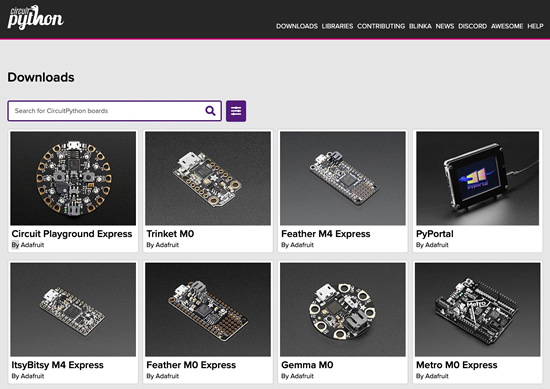 circuit
python
DOWNLOADS LIBRARIES CONTRIBUTING BLINKA NEWS DISCORD AWESOME HELP
Downloads
Search for CircuitPython boards
Circuit Playground Express
By Adafruit
Trinket M0
By Adafruit
Feather M4 Express
By Adafruit
PyPortal
PyPortal
By Adafruit
ItsyBitsy M4 Express
By Adafruit
Feather M0 Express
By Adafruit
Gemma M0
By Adafruit
Metro
Metro M0 Express
By Adafruit